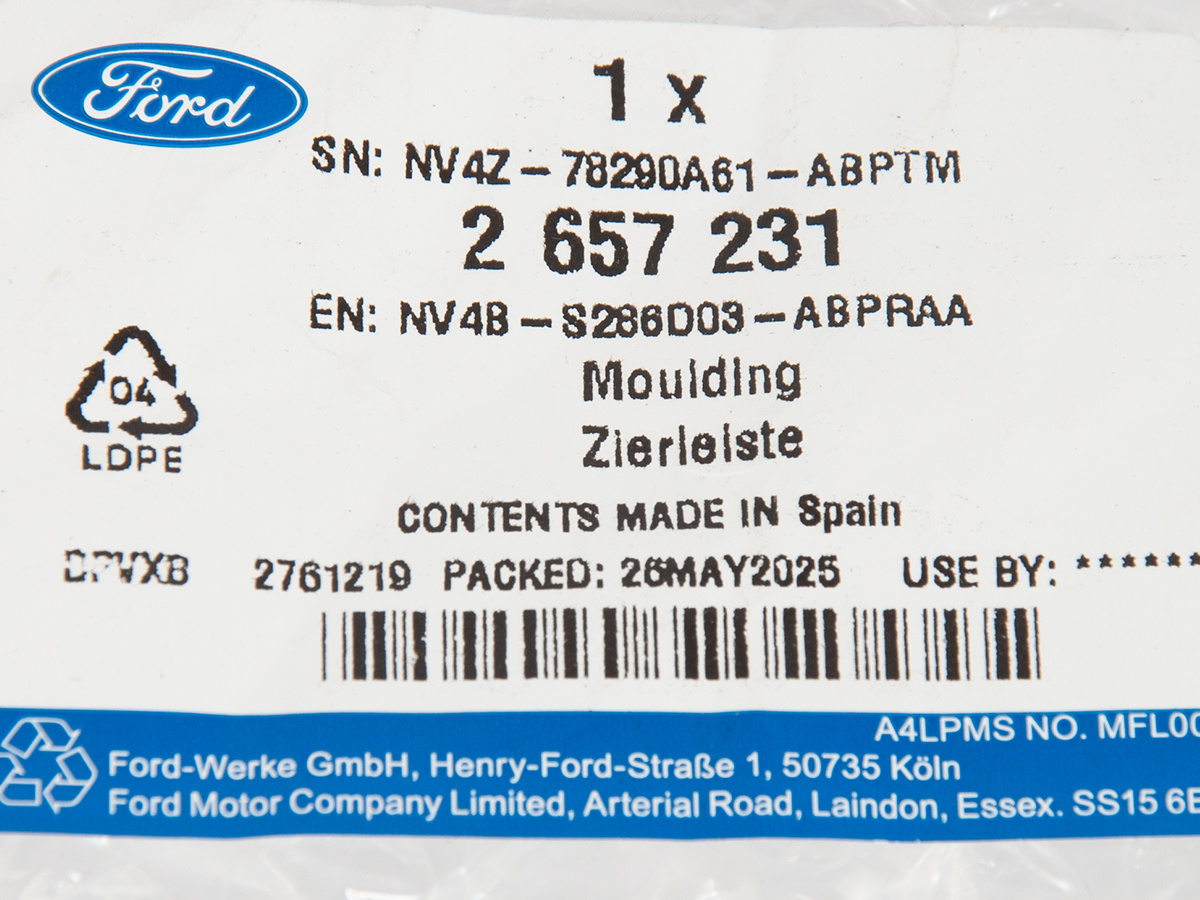 Ford
1 x
SN: NV4Z-78290A61-ABPTM
2 657 231
EN: NV4B-S286D03-ABPRAA
04
LDPE
Moulding
Zierleiste
CONTENTS MADE IN Spain
2761219 PACKED: 26MAY2025 USE BY: ******
A4LPMS NO. MFL00
Ford-Werke GmbH, Henry-Ford-Straße 1, 50735 Köln
Ford Motor Company Limited, Arterial Road, Laindon, Essex. SS15 6E